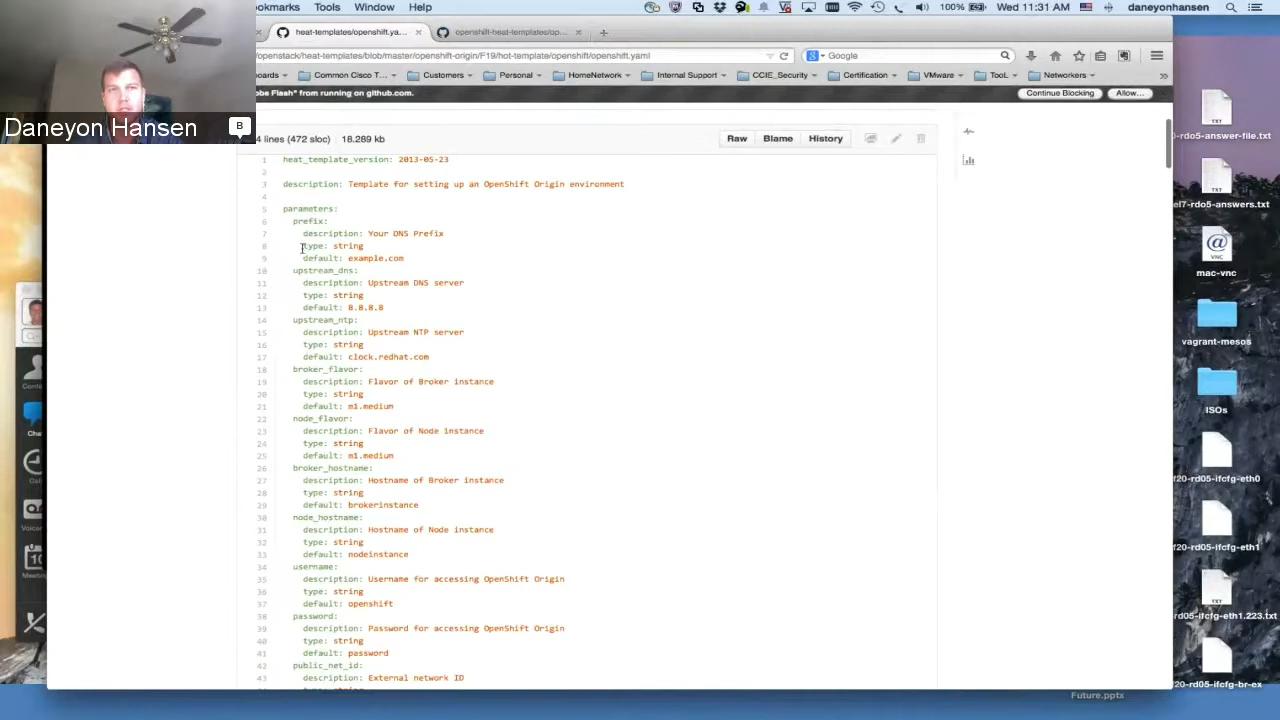 100%
Wed 11:31 AM
heat-templates/openshift.ya...
openshift-heat-templates/op...
/openstack/heat-templates/blob/master/openshift-origin/F19/hot-template/openshift.yaml
Google
oards
Common Cisco T...
Customers
Personal
HomeNetwork
Internal Support
CCIE_Security
Certification
VMware
TooL
Networkers
obe Flash" from running on github.com.
Continue Blocking
Allow...
Daneyon Hansen
B
4 lines (472 sloc)
18.289 kb
Raw
Blame
History
1 heat_template_version: 2013-05-23
2
3 description: Template for setting up an OpenShift Origin environment
4
5 parameters:
6 prefix:
7 description: Your DNS Prefix
8 type: string
9 default: example.com
10 upstream_dns:
11 description: Upstream DNS server
12 type: string
13 default: 8.8.8.8
14 upstream_ntp:
15 description: Upstream NTP server
16 type: string
17 default: clock.redhat.com
18 broker_flavor:
19 description: Flavor of Broker instance
20 type: string
21 default: m1.medium
22 node_flavor:
23 description: Flavor of Node instance
24 type: string
25 default: m1.medium
26 broker_hostname:
27 description: Hostname of Broker instance
28 type: string
29 default: brokerinstance
30 node_hostname:
31 description: Hostname of Node instance
32 type: string
33 default: nodeinstance
34 username:
35 description: Username for accessing OpenShift Origin
36 type: string
37 default: openshift
38 password:
39 description: Password for accessing OpenShift Origin
40 type: string
41 default: password
42 public_net_id:
43 description: External network ID
type: string
Conta
Chat
Voicer
Meetin
TXT
-rdo5-answer-file.txt
TXT
el7-rdo5-answers.txt
VNC
mac-vnc
vagrant-mesos
ISOs
f20-rdo5-ifcfg-eth0
f20-rdo5-ifcfg-eth1
TXT
rdo5-ifcfg-eth1.223.txt
f20-rdo5-ifcfg-br-ex
Future.pptx